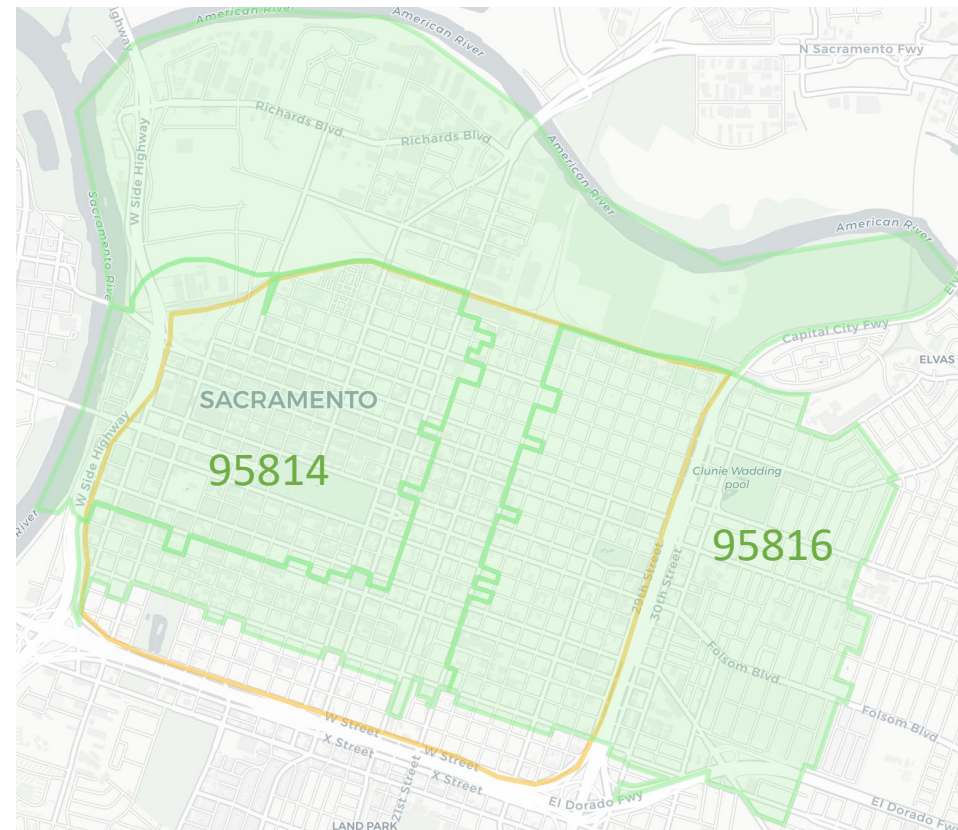 ghway
American River
American River
N Sacramento Fwy
Richards Blvd
Richards Blvd
W Side Highway
American River
Sacramento River
American River
Capital City Fwy
ELVAS
SACRAMENTO
95814
W Side Highway
Clunie Wadding
pool
River
95816
29th Street
30th Street
Folsom Blvd
Folsom Blvd
W Street
X Street
W Street
X Street
21st Street
El Dorado Fwy
El Dorado Fw
LAND PARK